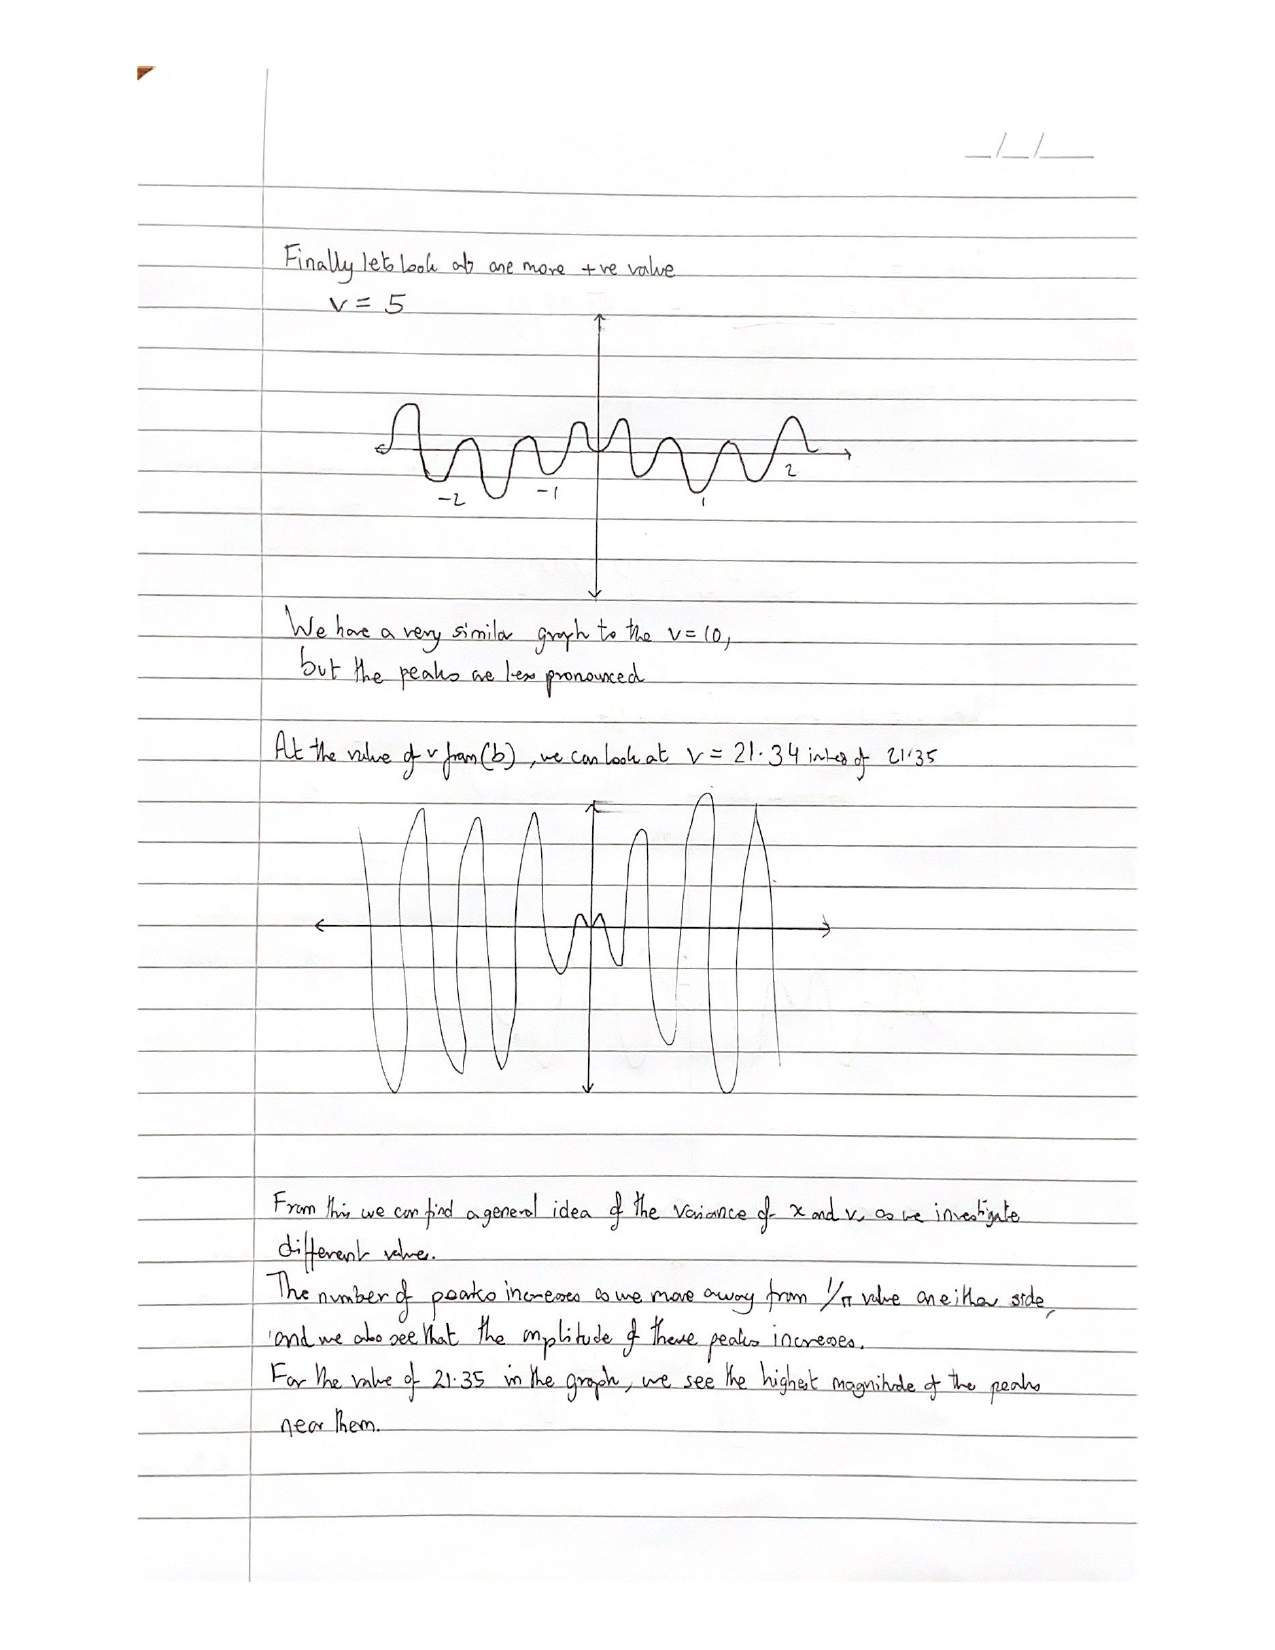 _/_/__
Finally lets look at one more +ve value
v = 5
-2 -1 1 2
We have a very similar graph to the v=10,
but the peaks are less pronounced
At the value of v from (b), we can look at v = 21.34 of 21.35
From this we can find a general idea of the variance of x and v, as we investigate
different values.
The number of peaks increases as we move away from 1/π value on either side,
and we also see that the amplitude of these peaks increases.
For the value of 21.35 in the graph, we see the highest magnitude of the peaks
near them.